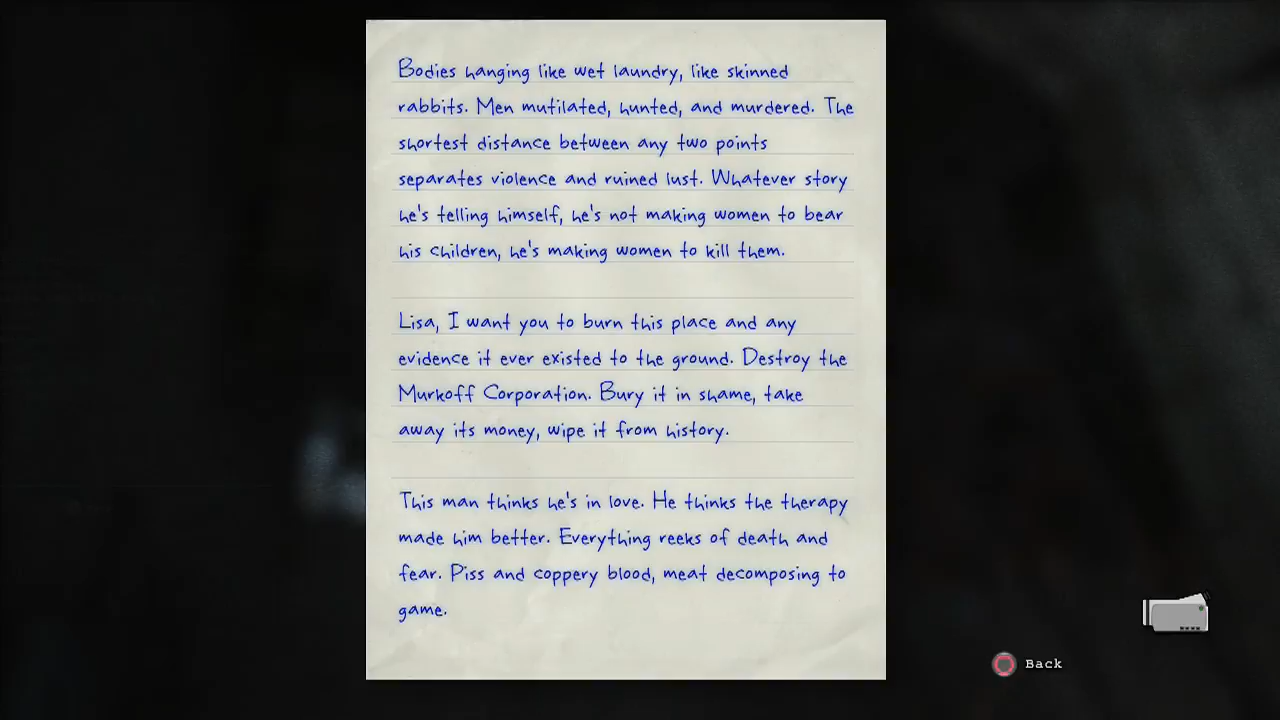 Bodies hanging like wet laundry, like skinned
rabbits. Men mutilated, hunted, and murdered. The
shortest distance between any two points
separates violence and ruined lust. Whatever story
he's telling himself, he's not making women to bear
his children, he's making women to kill them.
Lisa, I want you to burn this place and any
evidence it ever existed to the ground. Destroy the
Murkoff Corporation. Bury it in shame, take
away its money, wipe it from history.
This man thinks he's in love. He thinks the therapy
made him better. Everything reeks of death and
fear. Piss and coppery blood, meat decomposing to
game.
Back